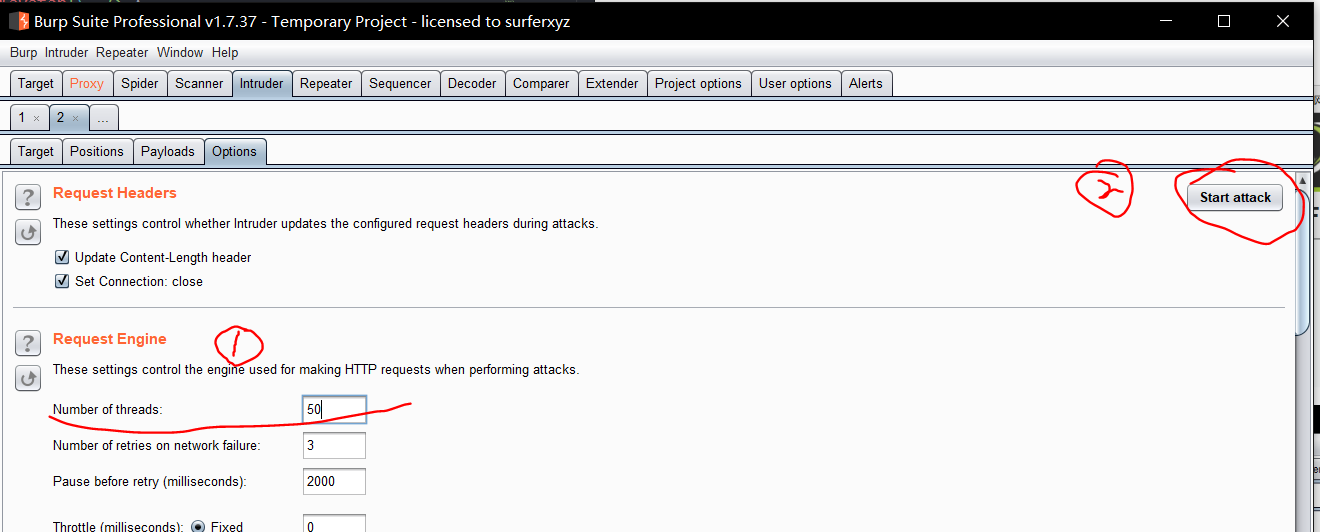 Burp Suite Professional v1.7.37 - Temporary Project - licensed to surferxyz
Burp Intruder Repeater Window Help
Target Proxy Spider Scanner Intruder Repeater Sequencer Decoder Comparer Extender Project options User options Alerts
1 × 2 × ...
Target Positions Payloads Options
? Request Headers 2 Start attack
These settings control whether Intruder updates the configured request headers during attacks.
Update Content-Length header
Set Connection: close
? Request Engine 1
These settings control the engine used for making HTTP requests when performing attacks.
Number of threads: 50
Number of retries on network failure: 3
Pause before retry (milliseconds): 2000
Throttle (milliseconds): Fixed 0